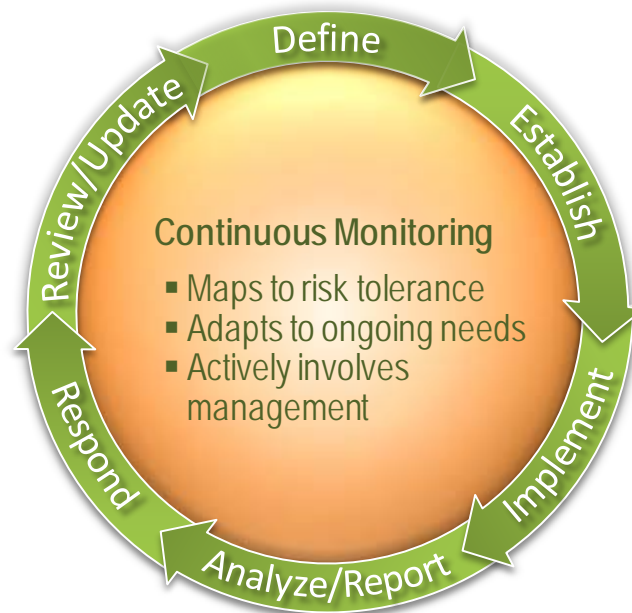 Define
Establish
Implement
Analyze/Report
Respond
Review/Update
Continuous Monitoring
▪ Maps to risk tolerance
▪ Adapts to ongoing needs
▪ Actively involves
management